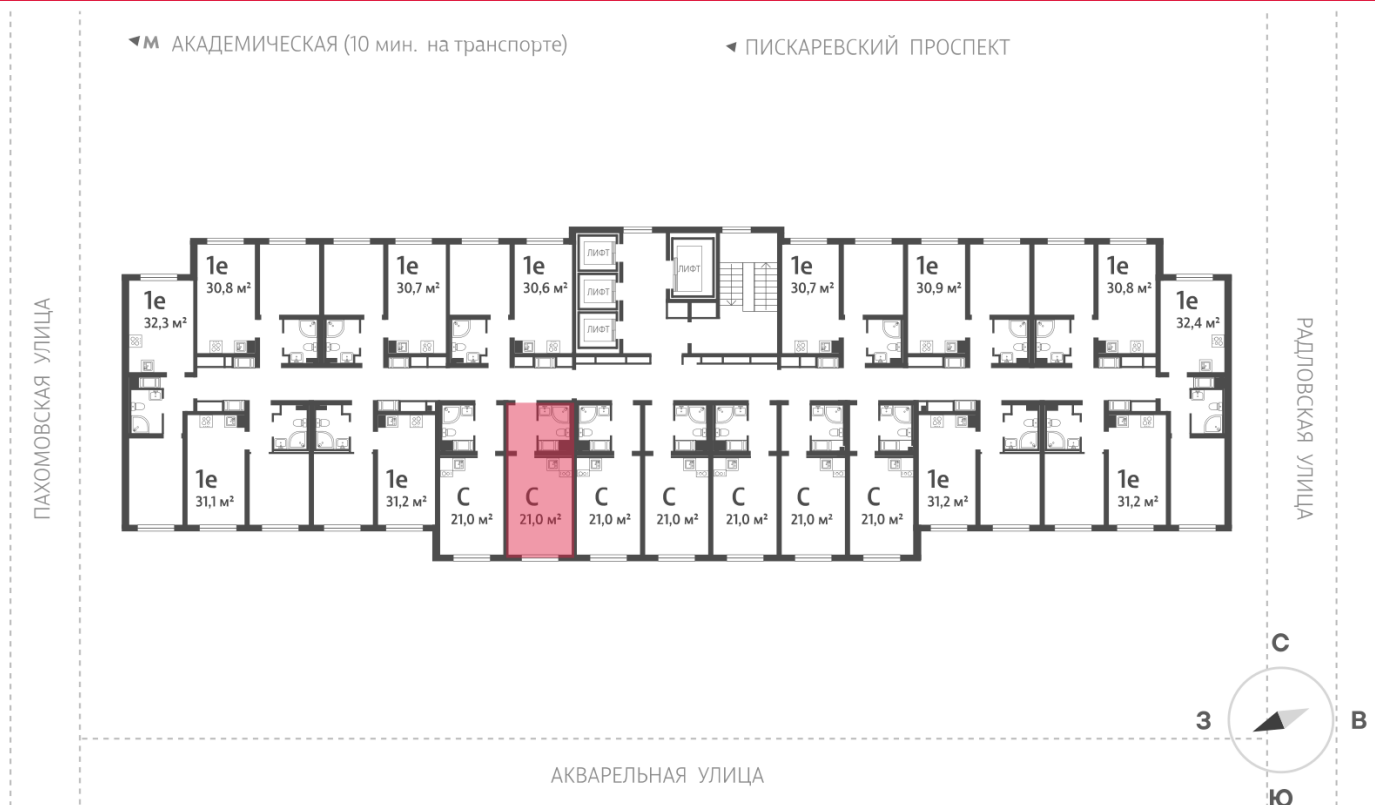 М АКАДЕМИЧЕСКАЯ (10 мин. на транспорте)
ПИСКАРЕВСКИЙ ПРОСПЕКТ
ПАХОМОВСКАЯ УЛИЦА
РАДЛОВСКАЯ УЛИЦА
1е
32,3 м²
1е
30,8 м²
1е
30,7 м²
1е
30,6 м²
ЛИФТ
ЛИФТ
ЛИФТ
ЛИФТ
1е
30,7 м²
1е
30,9 м²
1е
30,8 м²
1е
32,4 м²
1е
31,1 м²
1е
31,2 м²
С
21,0 м²
С
21,0 м²
С
21,0 м²
С
21,0 м²
С
21,0 м²
С
21,0 м²
С
21,0 м²
1е
31,2 м²
1е
31,2 м²
С
З
В
Ю
АКВАРЕЛЬНАЯ УЛИЦА